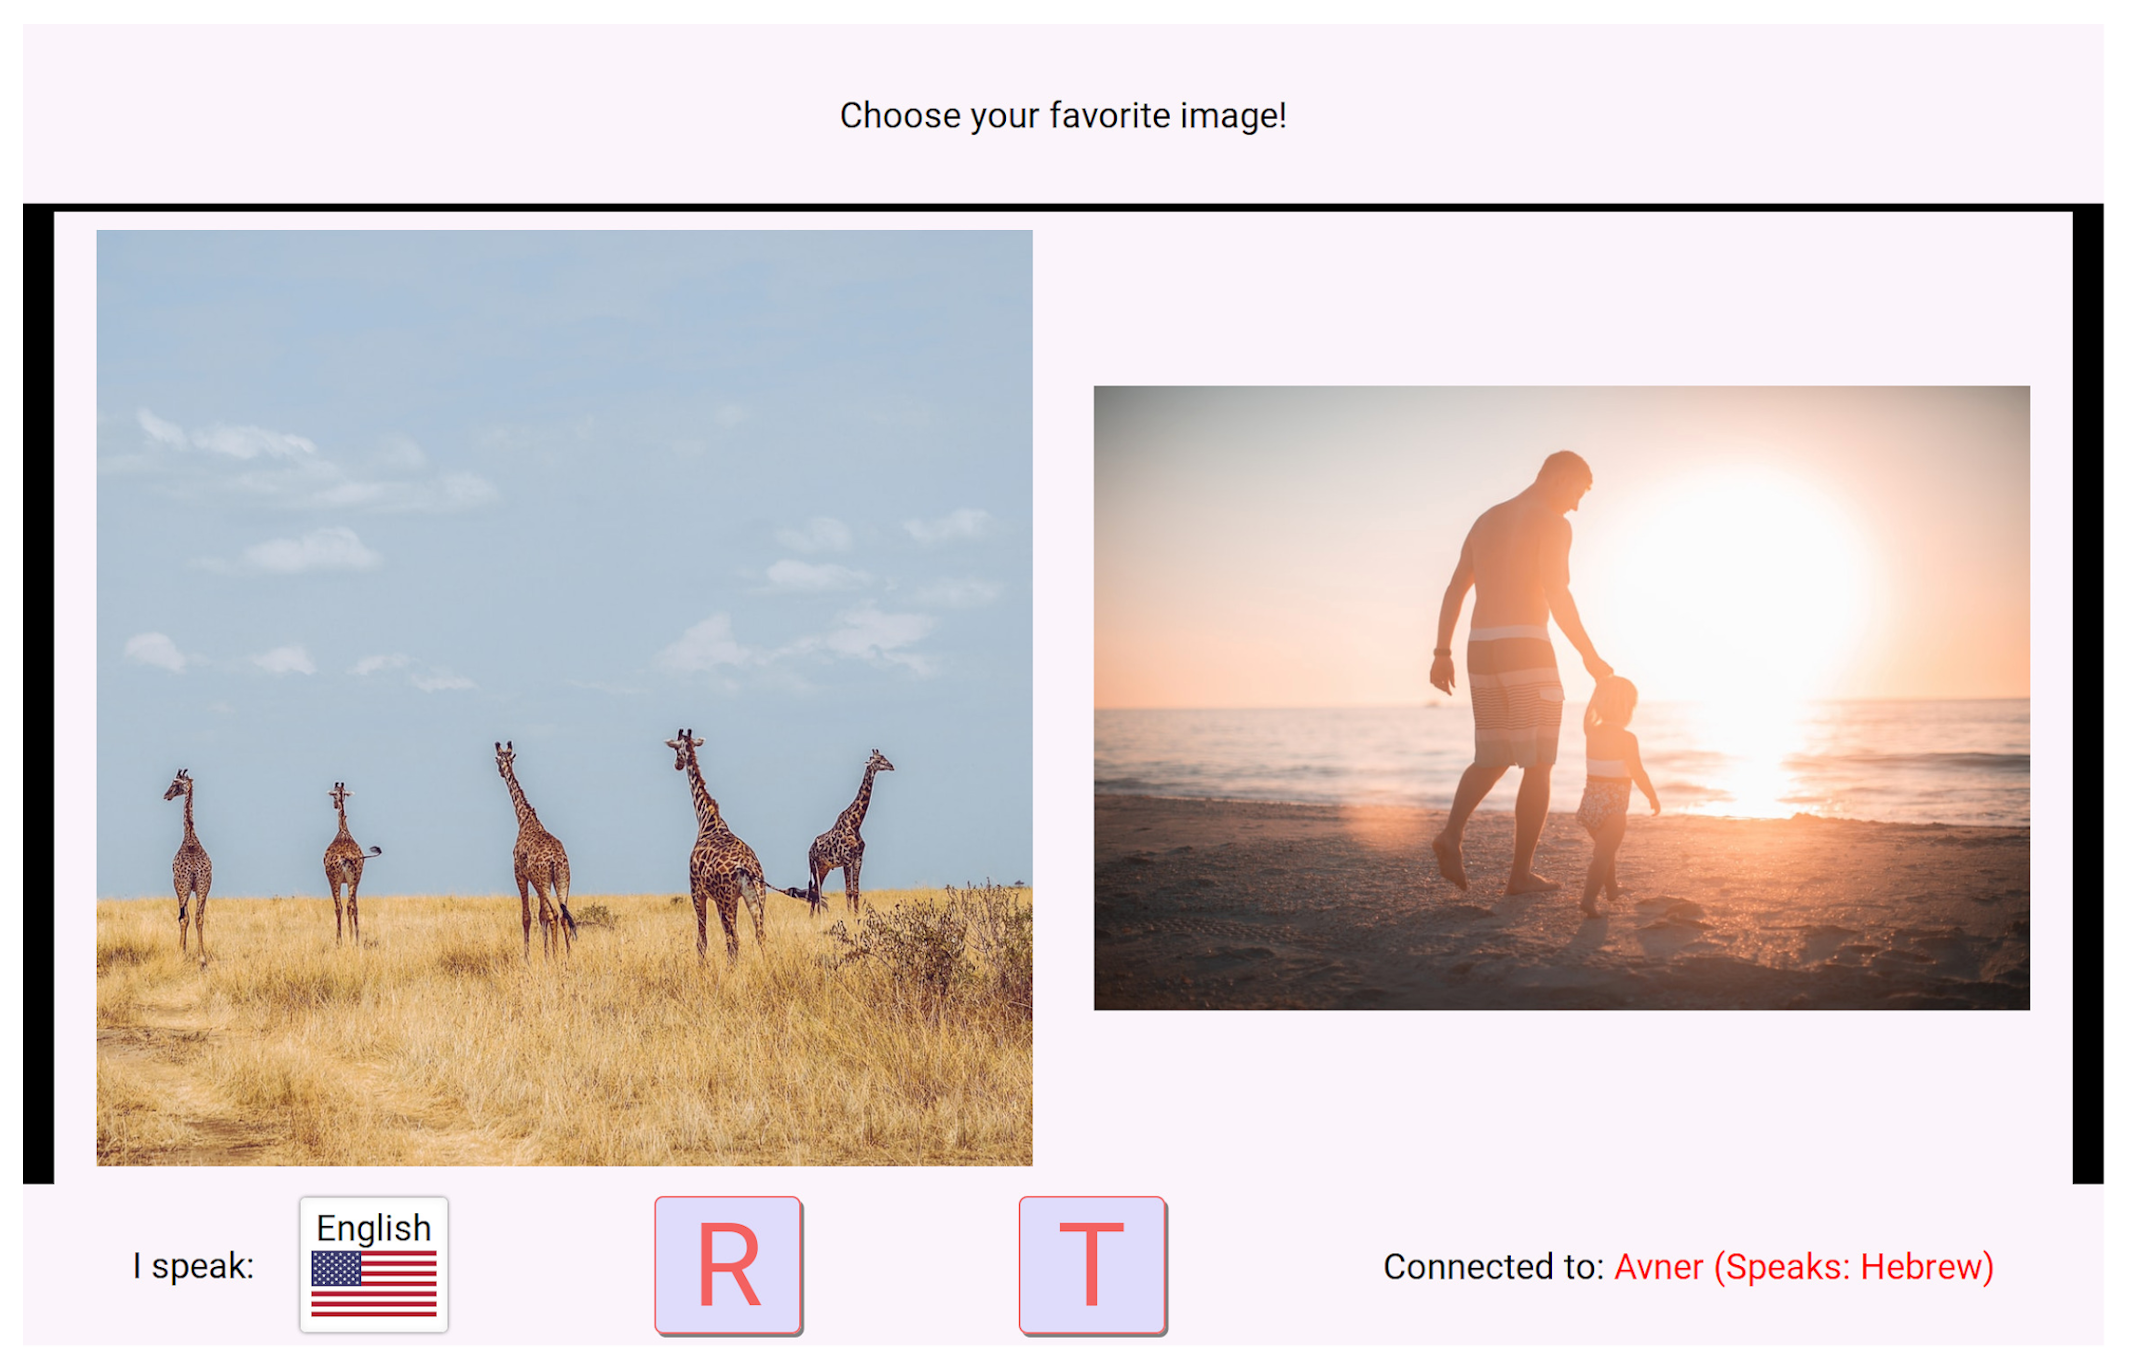 Choose your favorite image!
I speak:
English
R
T
Connected to: Avner (Speaks: Hebrew)